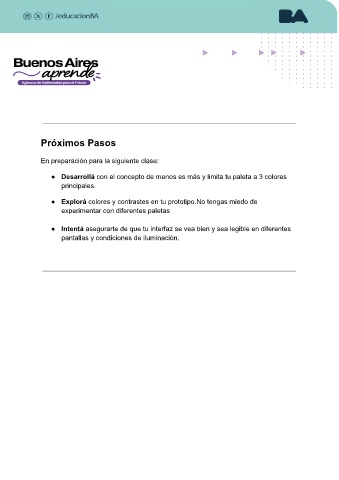 /educacionBA
BA
Buenos Aires
aprende
Agencia de Habilidades para el Futuro
Próximos Pasos
En preparación para la siguiente clase:
● Desarrollá con el concepto de menos es más y limita tu paleta a 3 colores
principales.
● Explorá colores y contrastes en tu prototipo.No tengas miedo de
experimentar con diferentes paletas
● Intentá asegurarte de que tu interfaz se vea bien y sea legible en diferentes
pantallas y condiciones de iluminación.